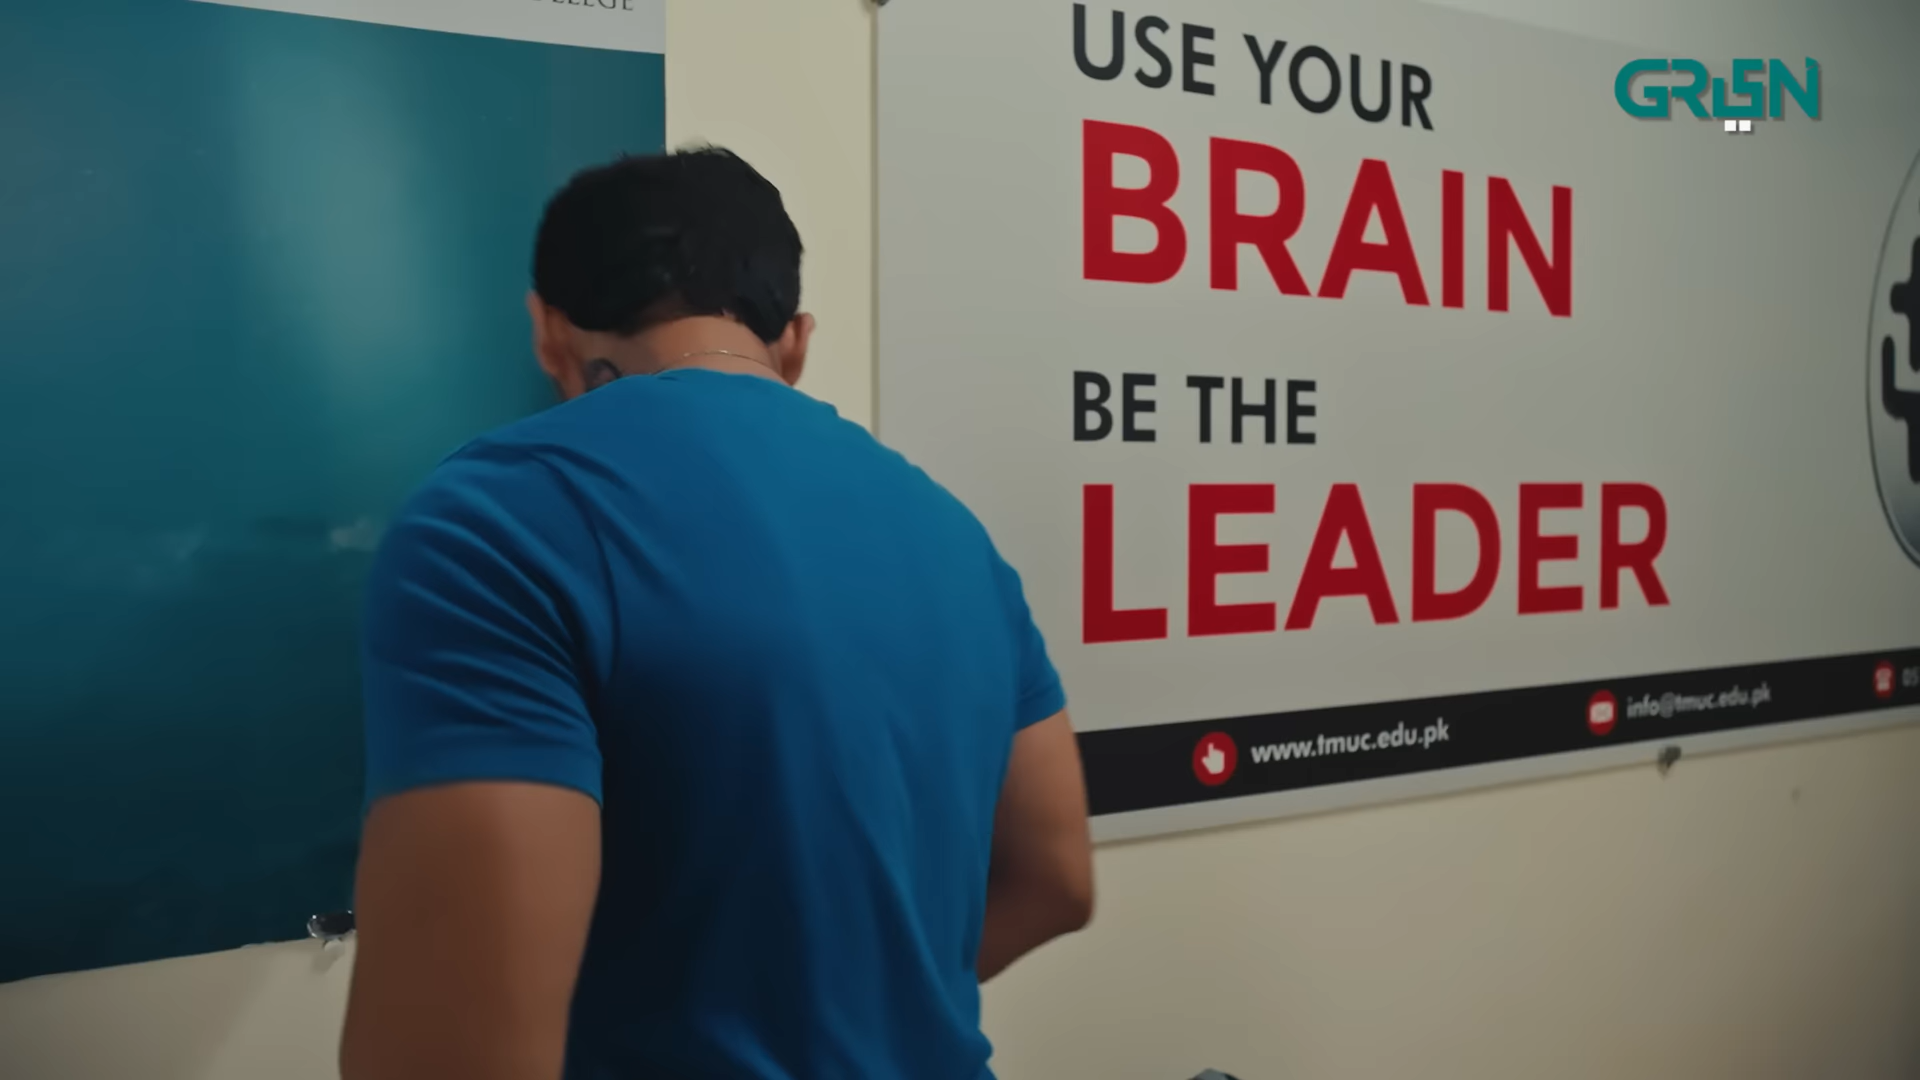 USE YOUR
BRAIN
BE THE
LEADER
www.tmuc.edu.pk
info@tmuc.edu.pk